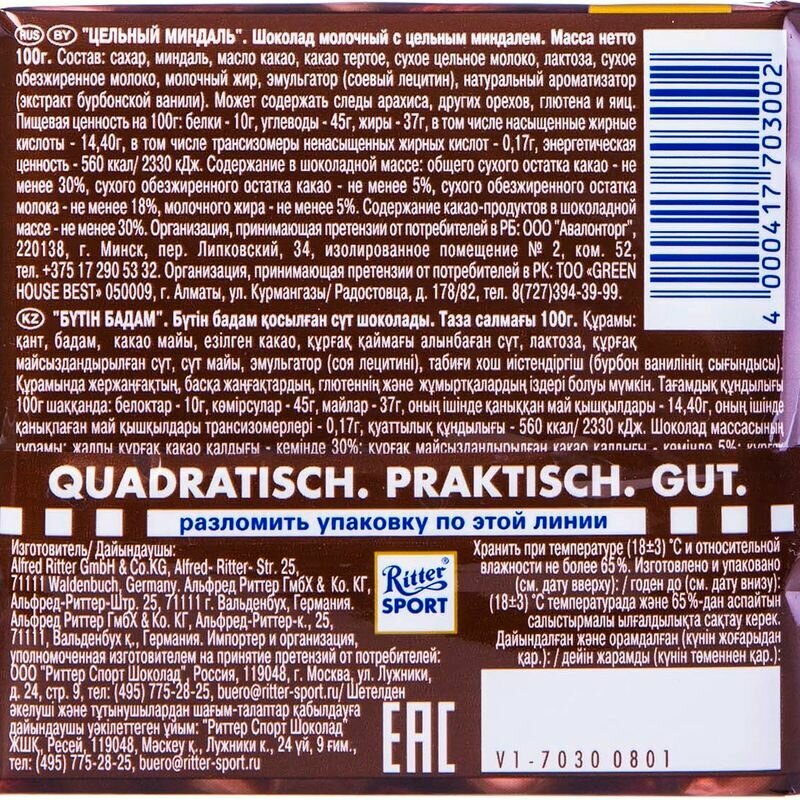 RUS BY "ЦЕЛЬНЫЙ МИНДАЛЬ". Шоколад молочный с цельным миндалем. Масса нетто
100г. Состав: сахар, миндаль, масло какао, какао тертое, сухое цельное молоко, лактоза, сухое
обезжиренное молоко, молочный жир, эмульгатор (соевый лецитин), натуральный ароматизатор
(экстракт бурбонской ванили). Может содержать следы арахиса, других орехов, глютена и яиц.
Пищевая ценность на 100г: белки - 10г, углеводы - 45г, жиры - 37г, в том числе насыщенные жирные
кислоты - 14,40г, в том числе трансизомеры ненасыщенных жирных кислот - 0,17г, энергетическая
ценность - 560 ккал/ 2330 кДж. Содержание в шоколадной массе: общего сухого остатка какао - не
менее 30%, сухого обезжиренного остатка какао - не менее 5%, сухого обезжиренного остатка
молока - не менее 18%, молочного жира - не менее 5%. Содержание какао-продуктов в шоколадной
массе - не менее 30%. Организация, принимающая претензии от потребителей в РБ: ООО "Авалонторг",
220138, г. Минск, пер. Липковский, 34, изолированное помещение № 2, ком. 52,
тел. +375 17 290 53 32. Организация, принимающая претензии от потребителей в РК: ТОО «GREEN
HOUSE BEST» 050009, г. Алматы, ул. Курмангазы/ Радостовца, д. 178/82, тел. 8(727)394-39-99.
4 000417 703002
KZ "БҮТІН БАДАМ". Бүтін бадам қосылған сүт шоколады. Таза салмағы 100г. Құрамы:
қант, бадам, какао майы, езілген какао, құрғақ қаймағы алынбаған сүт, лактоза, құрғақ
майсыздандырылған сүт, сүт майы, эмульгатор (соя лецитині), табиғи хош иістендіргіш (бурбон ванилінің сығындысы).
Құрамында жержаңғақтың, басқа жаңғақтардың, глютеннің және жұмыртқалардың іздері болуы мүмкін. Тағамдық құндылығы
100г шаққанда: белоктар - 10г, көмірсулар - 45г, майлар - 37г, оның ішінде қаныққан май қышқылдары - 14,40г, оның ішінде
қанықпаған май қышқылдары трансизомерлері - 0,17г, қуаттылық құндылығы - 560 ккал/ 2330 кДж. Шоколад массасының
құрамы: жалпы құрғақ какао қалдығы - кемінде 30%; құрғақ майсыздандырылған какао қалдығы - кемінде 5%; құрғақ
QUADRATISCH. PRAKTISCH. GUT.
разломить упаковку по этой линии
Изготовитель/ Дайындаушы:
Alfred Ritter GmbH & Co.KG, Alfred- Ritter- Str. 25,
71111 Waldenbuch, Germany. Альфред Риттер ГмбХ & Ко. КГ,
Альфред-Риттер-Штр. 25, 71111 г. Вальденбух, Германия.
Альфред Риттер ГмбХ & Ко. КГ, Альфред-Риттер-к., 25,
71111, Вальденбух қ., Германия. Импортер и организация,
уполномоченная изготовителем на принятие претензий от потребителей:
ООО "Риттер Спорт Шоколад", Россия, 119048, г. Москва, ул. Лужники,
д. 24, стр. 9, тел: (495) 775-28-25, buero@ritter-sport.ru/ Шетелден
әкелуші және тұтынушылардан шағым-талаптар қабылдауға
дайындаушы уәкілеттеген ұйым: "Риттер Спорт Шоколад"
ЖШҚ, Ресей, 119048, Мәскеу қ., Лужники к., 24 үй, 9 ғим.,
тел: (495) 775-28-25, buero@ritter-sport.ru
Ritter
SPORT
EAC
Хранить при температуре (18±3) °C и относительной
влажности не более 65%. Изготовлено и упаковано
(см. дату вверху): / годен до (см. дату внизу):
(18±3) °C температурада және 65%-дан аспайтын
салыстырмалы ылғалдылықта сақтау керек.
Дайындалған және орамдалған (күнін жоғарыдан
қар.): / дейін жарамды (күнін төменнен қар.):
V1-7030 0801